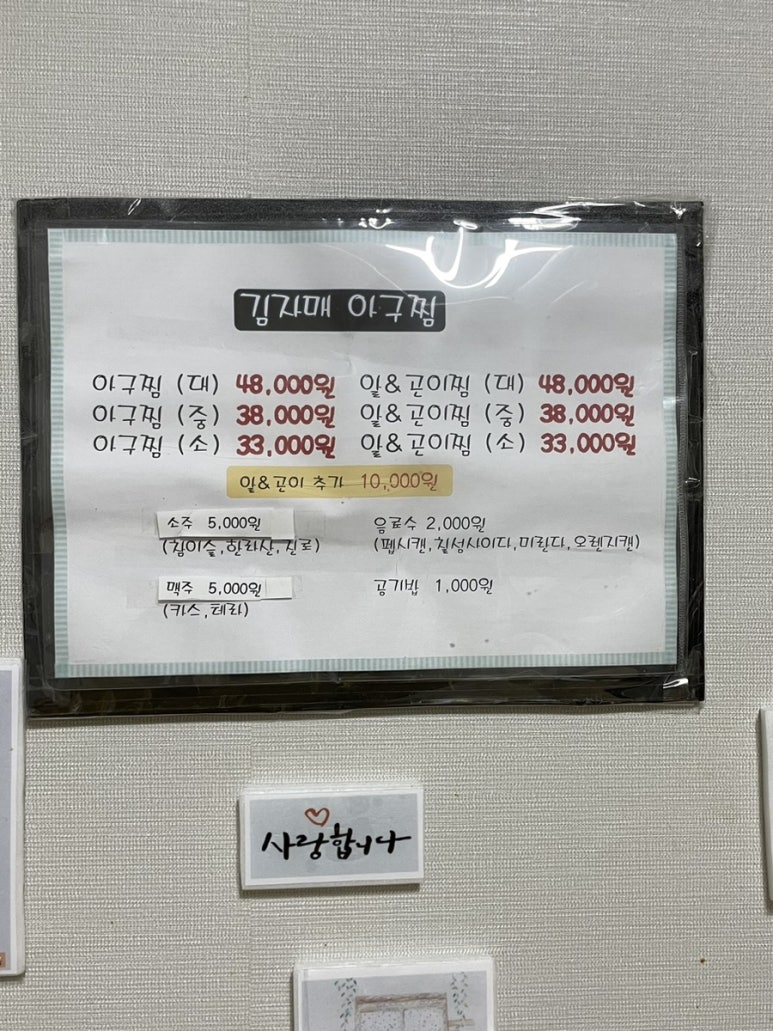 김자매 아구찜
아구찜 (대) 48,000원 알&곤이찜 (대) 48,000원
아구찜 (중) 38,000원 알&곤이찜 (중) 38,000원
아구찜 (소) 33,000원 알&곤이찜 (소) 33,000원
알&곤이 추가 10,000원
소주 5,000원 음료수 2,000원
(참이슬,한라산,진로) (펩시캔,칠성사이다,미린다,오렌지캔)
맥주 5,000원 공기밥 1,000원
(카스,테라)
사랑합니다